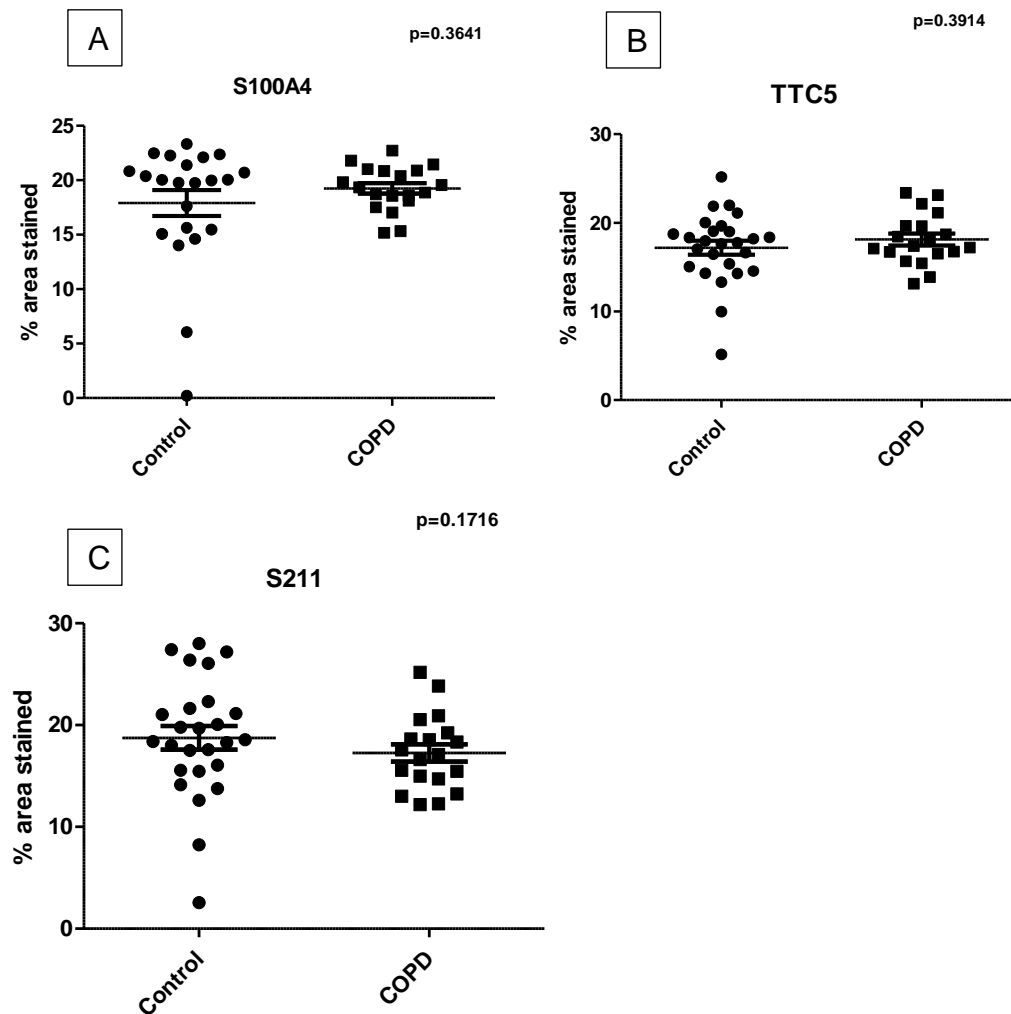 A
p=0.3641
S100A4
% area stained
25
20
15
10
5
0
Control
COPD
B
p=0.3914
TTC5
% area stained
30
20
10
0
Control
COPD
C
p=0.1716
S211
% area stained
30
20
10
0
Control
COPD